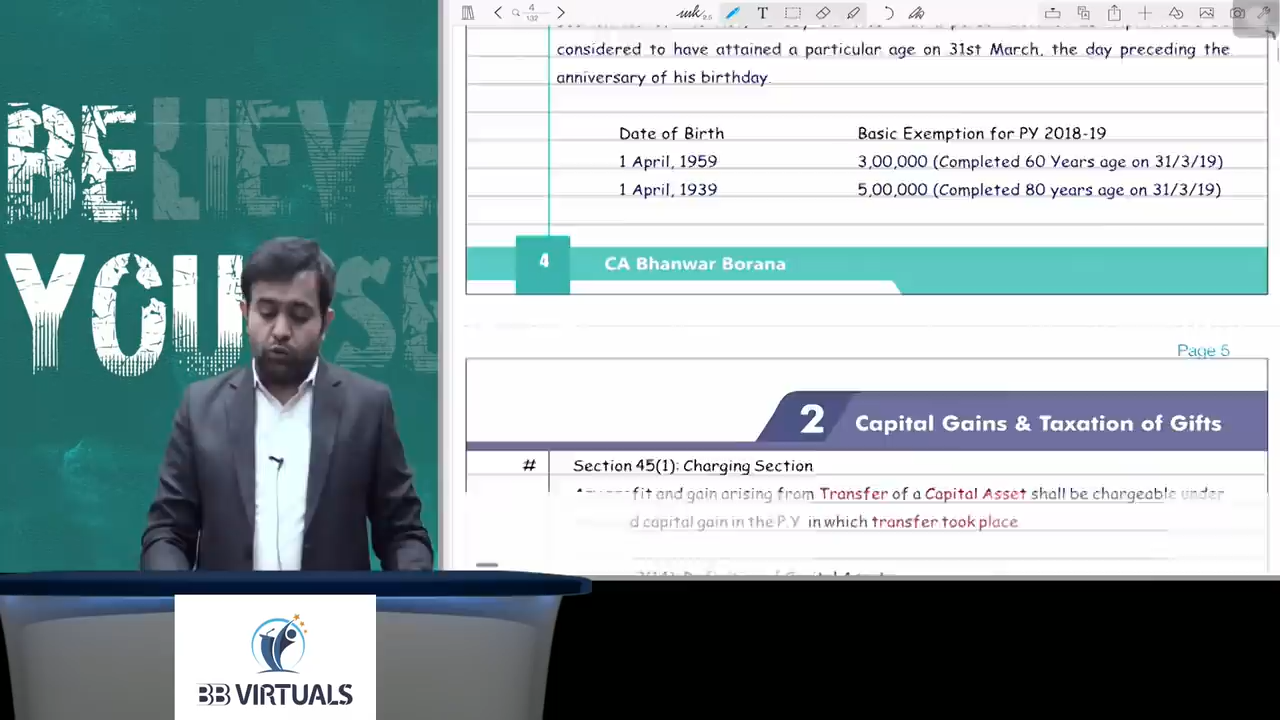 BELIEVE
YOURSE
4
132
T
considered to have attained a particular age on 31st March, the day preceding the
anniversary of his birthday.
Date of Birth Basic Exemption for PY 2018-19
1 April, 1959 3,00,000 (Completed 60 Years age on 31/3/19)
1 April, 1939 5,00,000 (Completed 80 years age on 31/3/19)
4 CA Bhanwar Borana
Page 5
2 Capital Gains & Taxation of Gifts
# Section 45(1): Charging Section
and gain arising from Transfer of a Capital Asset shall be chargeable under
capital gain in the P.Y in which transfer took place
BB VIRTUALS